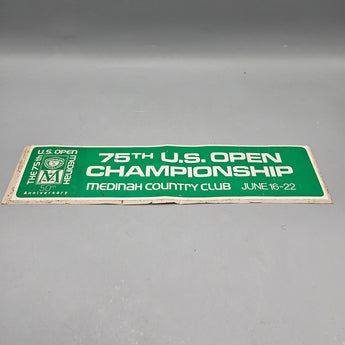 THE 75th
U.S. OPEN
MEDINAH
50th
Anniversary
75TH U.S. OPEN
CHAMPIONSHIP
MEDINAH COUNTRY CLUB JUNE 16-22